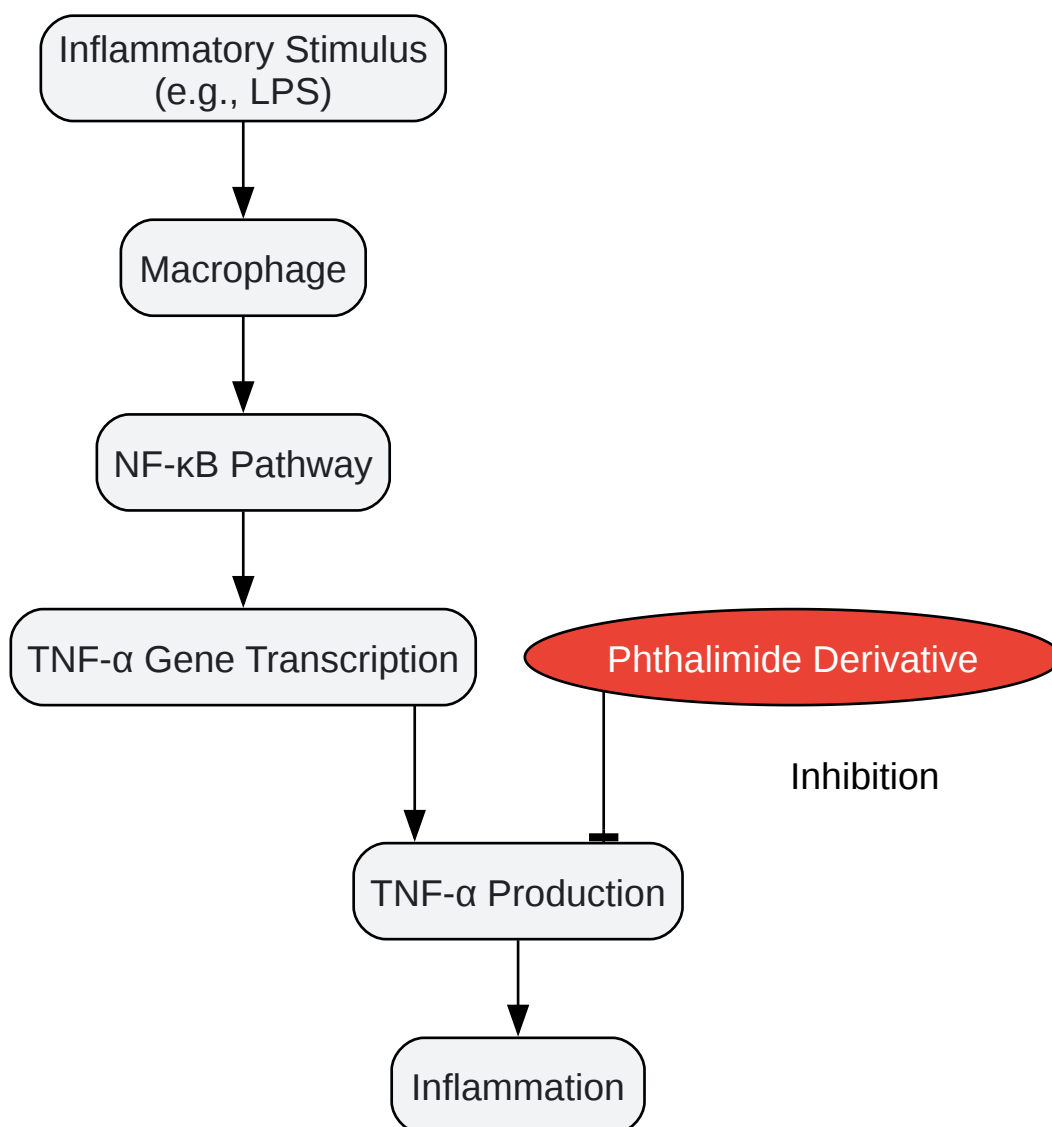 Inflammatory Stimulus
(e.g., LPS)
Macrophage
NF-κB Pathway
TNF-α Gene Transcription
Phthalimide Derivative
Inhibition
TNF-α Production
Inflammation